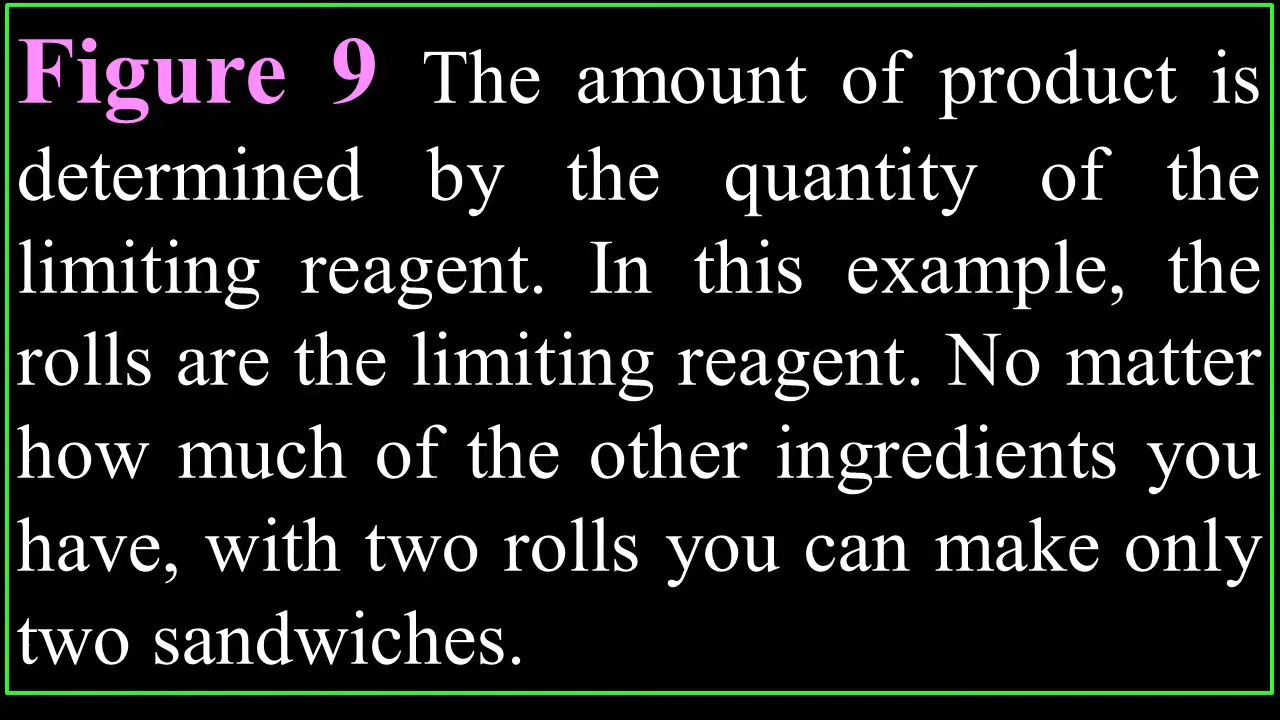 Figure 9 The amount of product is
determined by the quantity of the
limiting reagent. In this example, the
rolls are the limiting reagent. No matter
how much of the other ingredients you
have, with two rolls you can make only
two sandwiches.